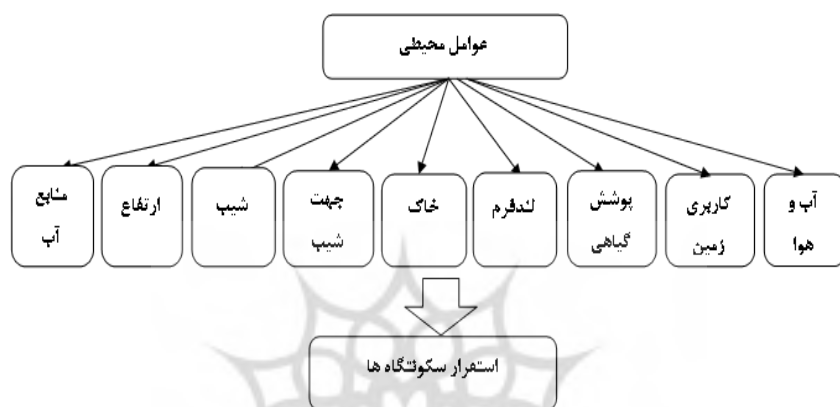 عوامل محیطی
آب و
هوا
کاربری
زمین
پوشش
گیاهی
لندفرم
خاک
جهت
شیب
شیب
ارتفاع
منابع
آب
استقرار سکونتگاه ها